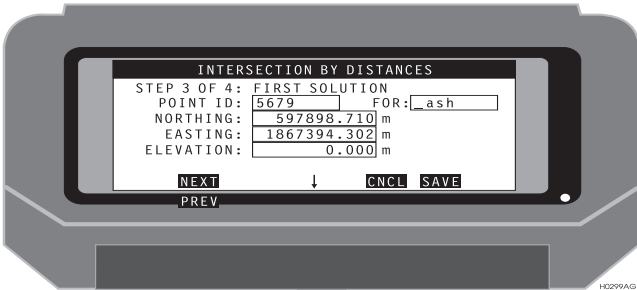 INTERSECTION BY DISTANCES
STEP 3 OF 4: FIRST SOLUTION
POINT ID: 5679 FOR: _ash
NORTHING: 597898.710 m
EASTING: 1867394.302 m
ELEVATION: 0.000 m
NEXT ↓ CNCL SAVE
PREV
H0299AG